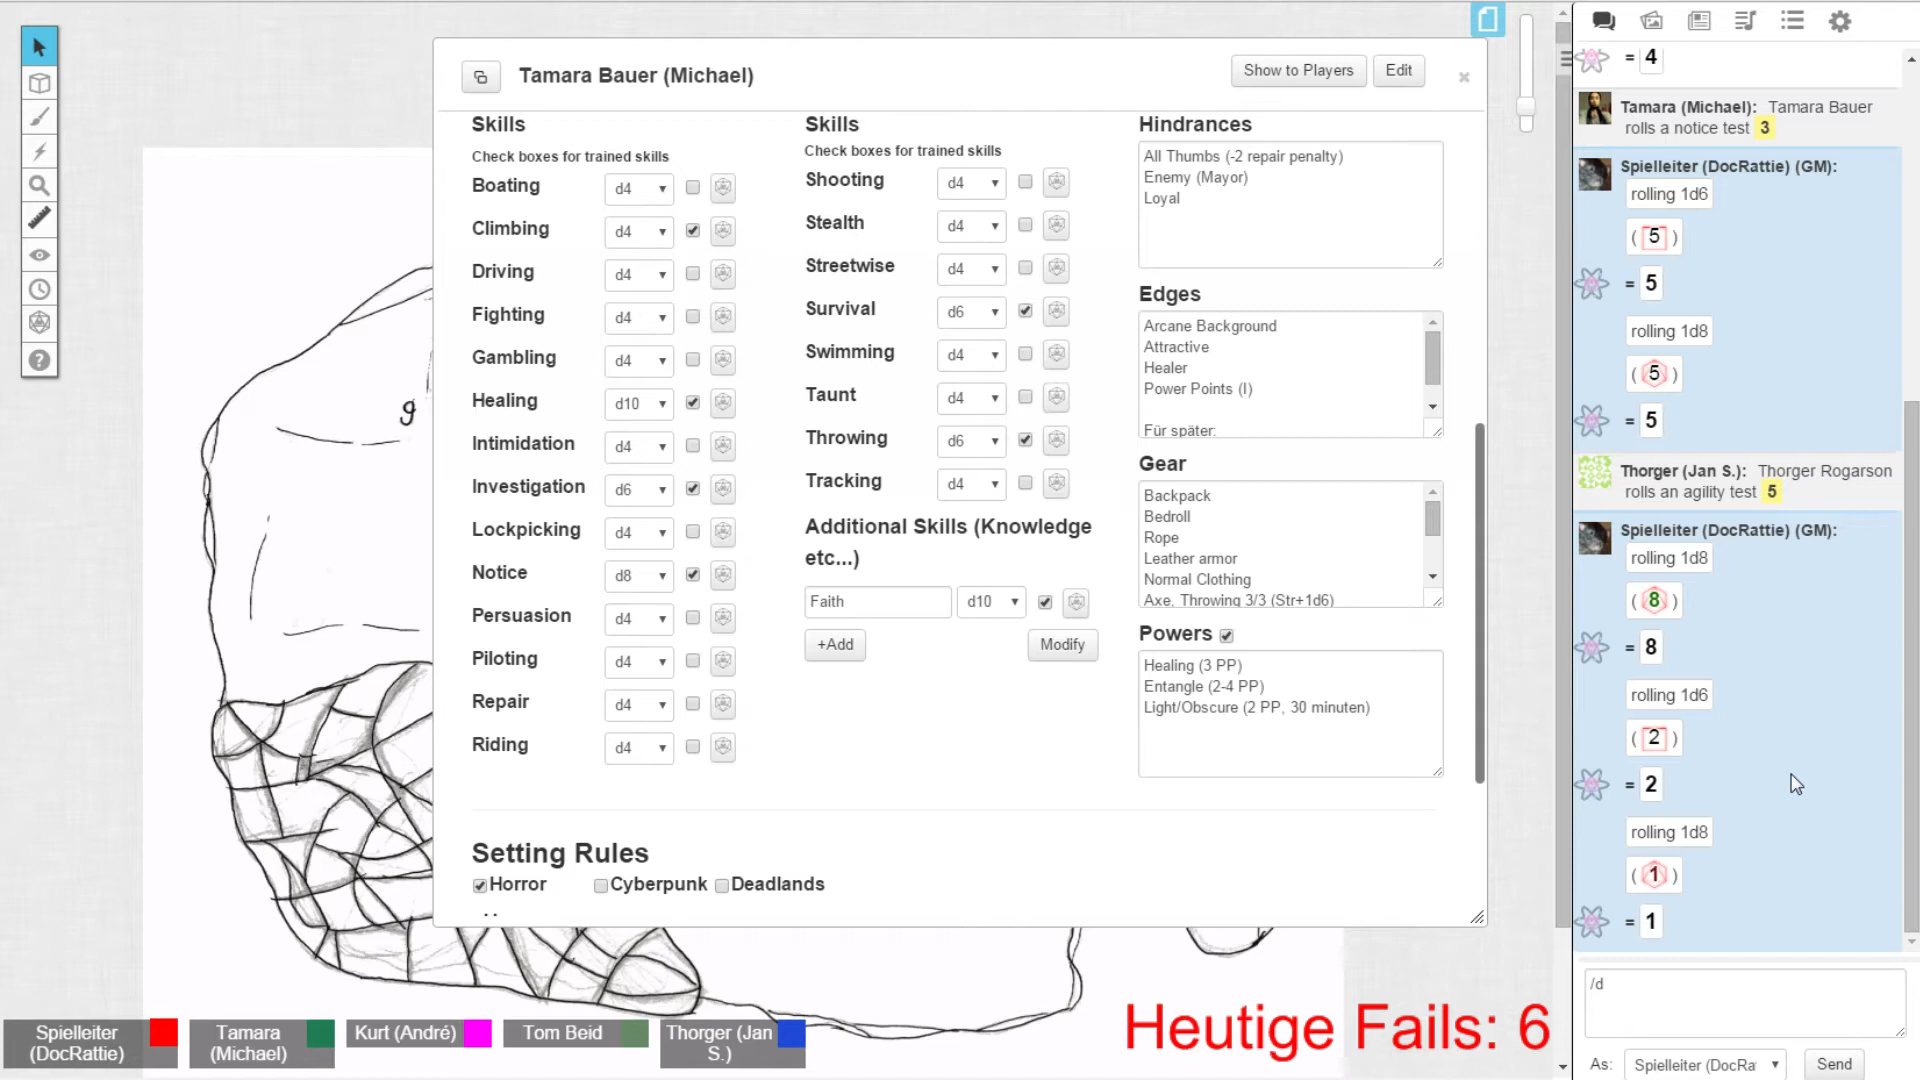 Tamara Bauer (Michael)
Show to Players
Edit
Skills
Check boxes for trained skills
Boating d4
Climbing d4
Driving d4
Fighting d4
Gambling d4
Healing d10
Intimidation d4
Investigation d6
Lockpicking d4
Notice d8
Persuasion d4
Piloting d4
Repair d4
Riding d4
Skills
Check boxes for trained skills
Shooting d4
Stealth d4
Streetwise d4
Survival d6
Swimming d4
Taunt d4
Throwing d6
Tracking d4
Additional Skills (Knowledge
etc...)
Faith d10
+Add
Modify
Hindrances
All Thumbs (-2 repair penalty)
Enemy (Mayor)
Loyal
Edges
Arcane Background
Attractive
Healer
Power Points (I)
Für später:
Gear
Backpack
Bedroll
Rope
Leather armor
Normal Clothing
Axe, Throwing 3/3 (Str+1d6)
Powers
Healing (3 PP)
Entangle (2-4 PP)
Light/Obscure (2 PP, 30 minuten)
Setting Rules
Horror Cyberpunk Deadlands
g
= 4
Tamara (Michael): Tamara Bauer
rolls a notice test 3
Spielleiter (DocRattie) (GM):
rolling 1d6
(5)
= 5
rolling 1d8
(5)
= 5
Thorger (Jan S.): Thorger Rogarson
rolls an agility test 5
Spielleiter (DocRattie) (GM):
rolling 1d8
(8)
= 8
rolling 1d6
(2)
= 2
rolling 1d8
(1)
= 1
/d
As: Spielleiter (DocRa
Send
Spielleiter
(DocRattie)
Tamara
(Michael)
Kurt (André)
Tom Beid
Thorger (Jan
S.)
Heutige Fails: 6